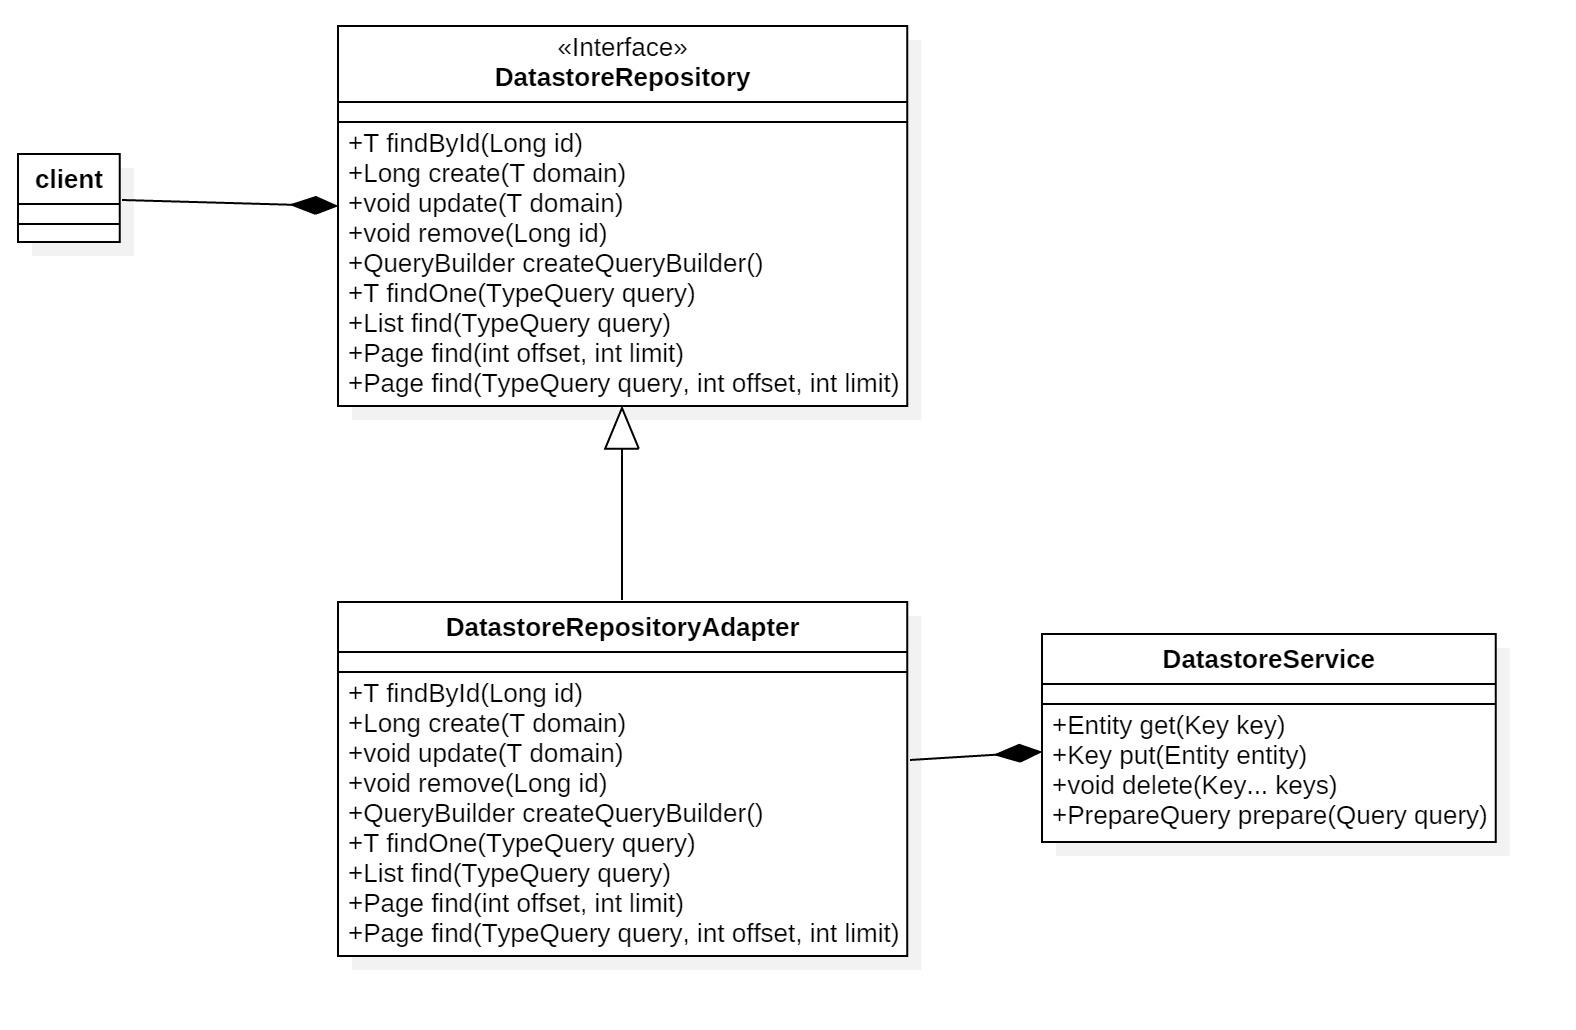 «Interface»
DatastoreRepository
+T findById(Long id)
+Long create(T domain)
+void update(T domain)
+void remove(Long id)
+QueryBuilder createQueryBuilder()
+T findOne(TypeQuery query)
+List find(TypeQuery query)
+Page find(int offset, int limit)
+Page find(TypeQuery query, int offset, int limit)
client
DatastoreRepositoryAdapter
+T findById(Long id)
+Long create(T domain)
+void update(T domain)
+void remove(Long id)
+QueryBuilder createQueryBuilder()
+T findOne(TypeQuery query)
+List find(TypeQuery query)
+Page find(int offset, int limit)
+Page find(TypeQuery query, int offset, int limit)
DatastoreService
+Entity get(Key key)
+Key put(Entity entity)
+void delete(Key... keys)
+PrepareQuery prepare(Query query)